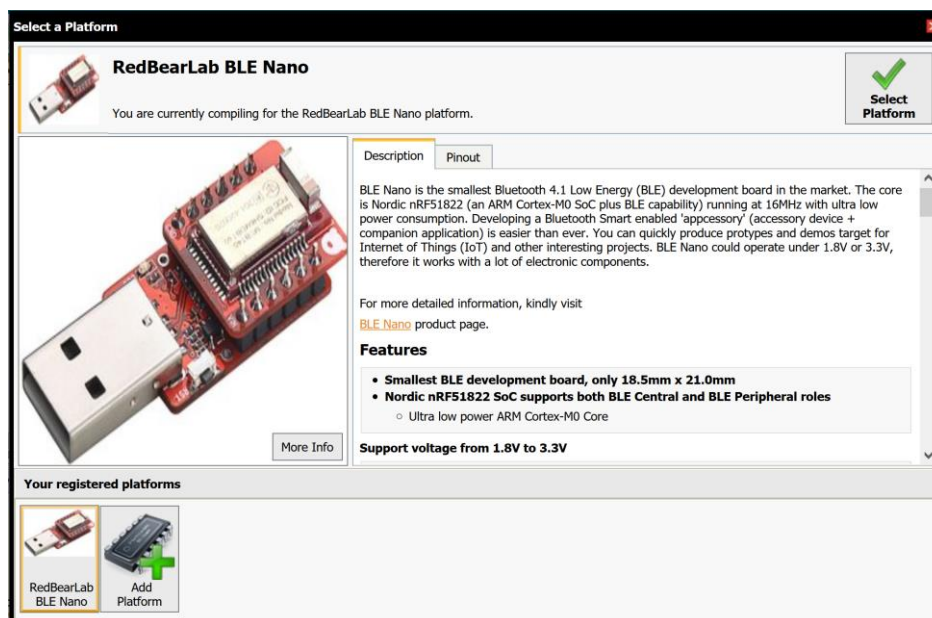 Select a Platform
RedBearLab BLE Nano
You are currently compiling for the RedBearLab BLE Nano platform.
Select
Platform
More Info
Description
Pinout
BLE Nano is the smallest Bluetooth 4.1 Low Energy (BLE) development board in the market. The core
is Nordic nRF51822 (an ARM Cortex-M0 SoC plus BLE capability) running at 16MHz with ultra low
power consumption. Developing a Bluetooth Smart enabled 'appcessory' (accessory device +
companion application) is easier than ever. You can quickly produce protypes and demos target for
Internet of Things (IoT) and other interesting projects. BLE Nano could operate under 1.8V or 3.3V,
therefore it works with a lot of electronic components.
For more detailed information, kindly visit
BLE Nano product page.
Features
• Smallest BLE development board, only 18.5mm x 21.0mm
• Nordic nRF51822 SoC supports both BLE Central and BLE Peripheral roles
○ Ultra low power ARM Cortex-M0 Core
Support voltage from 1.8V to 3.3V
Your registered platforms
RedBearLab
BLE Nano
Add
Platform